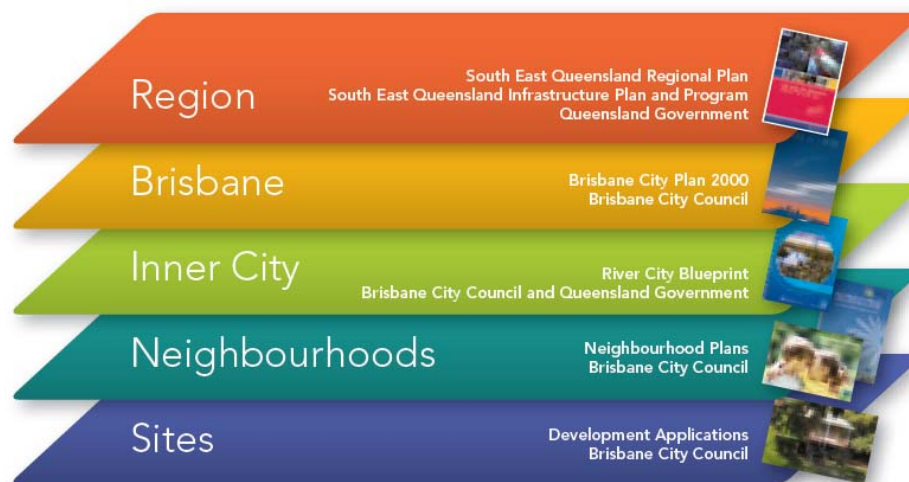 Region
South East Queensland Regional Plan
South East Queensland Infrastructure Plan and Program
Queensland Government
Brisbane
Brisbane City Plan 2000
Brisbane City Council
Inner City
River City Blueprint
Brisbane City Council and Queensland Government
Neighbourhoods
Neighbourhood Plans
Brisbane City Council
Sites
Development Applications
Brisbane City Council